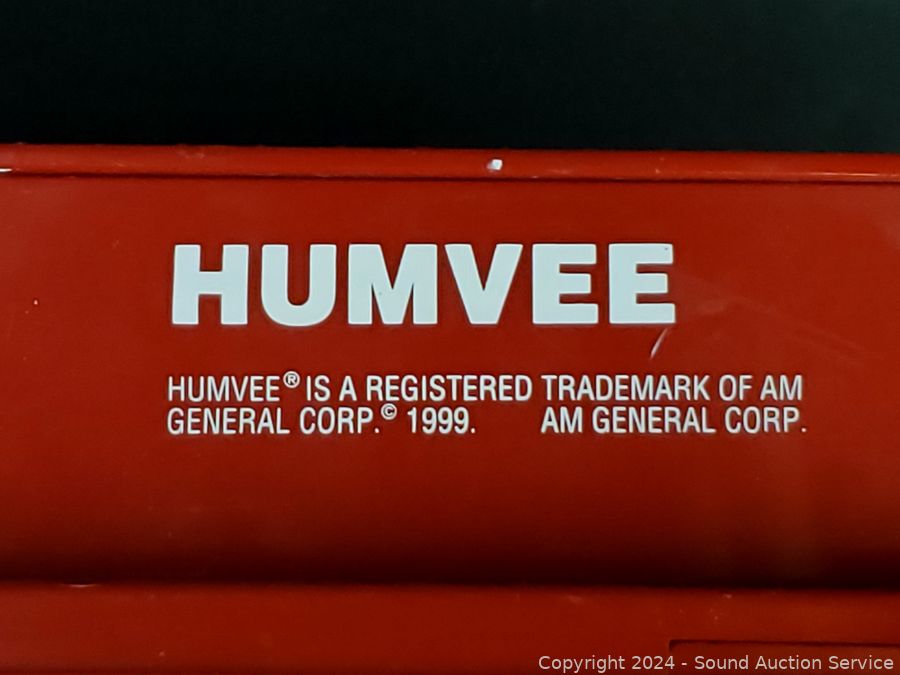 HUMVEE
HUMVEE® IS A REGISTERED TRADEMARK OF AM
GENERAL CORP.© 1999. AM GENERAL CORP.
Copyright 2024 - Sound Auction Service